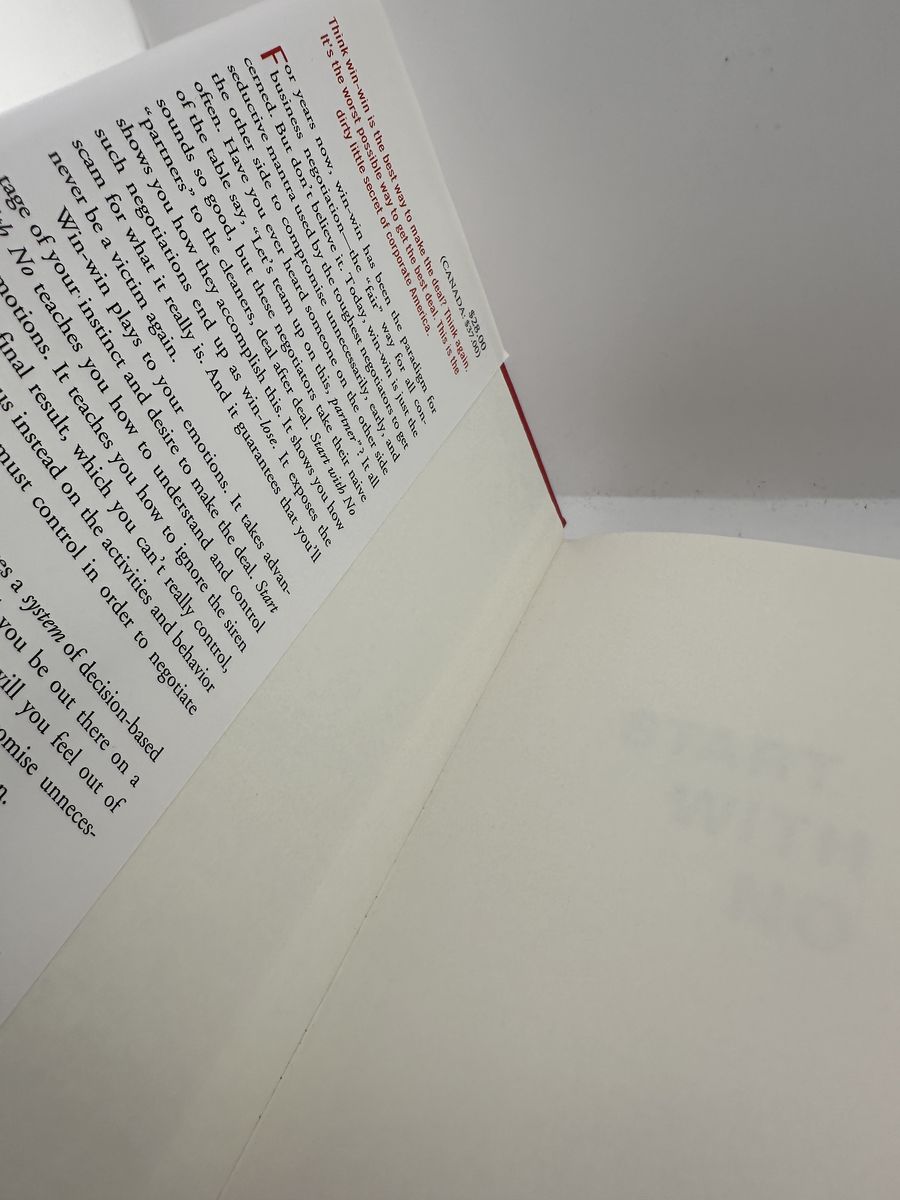 $28.00
(CANADA: $37.00)
Think win-win is the best way to make the deal? Think again.
It's the worst possible way to get the best deal. This is the
dirty little secret of corporate America.
For years now, win-win has been the paradigm for
business negotiation—the "fair" way for all con-
cerned. But don't believe it. Today, win-win is just the
seductive mantra used by the toughest negotiators to get
the other side to compromise unnecessarily, early, and
often. Have you ever heard someone on the other side
of the table say, "Let's team up on this, partner"? It all
sounds so good, but these negotiators take their naive
"partners" to the cleaners, deal after deal. Start with No
shows you how they accomplish this. It shows you how
such negotiations end up as win-lose. It exposes the
scam for what it really is. And it guarantees that you'll
never be a victim again.
Win-win plays to your emotions. It takes advan-
tage of your instinct and desire to make the deal. Start
No teaches you how to understand and control
It teaches you how to ignore the siren
final result, which you can't really control,
us instead on the activities and behavior
must control in order to negotiate
a system of decision-based
you be out there on a
will you feel out of
unneces-
START
WITH
NO